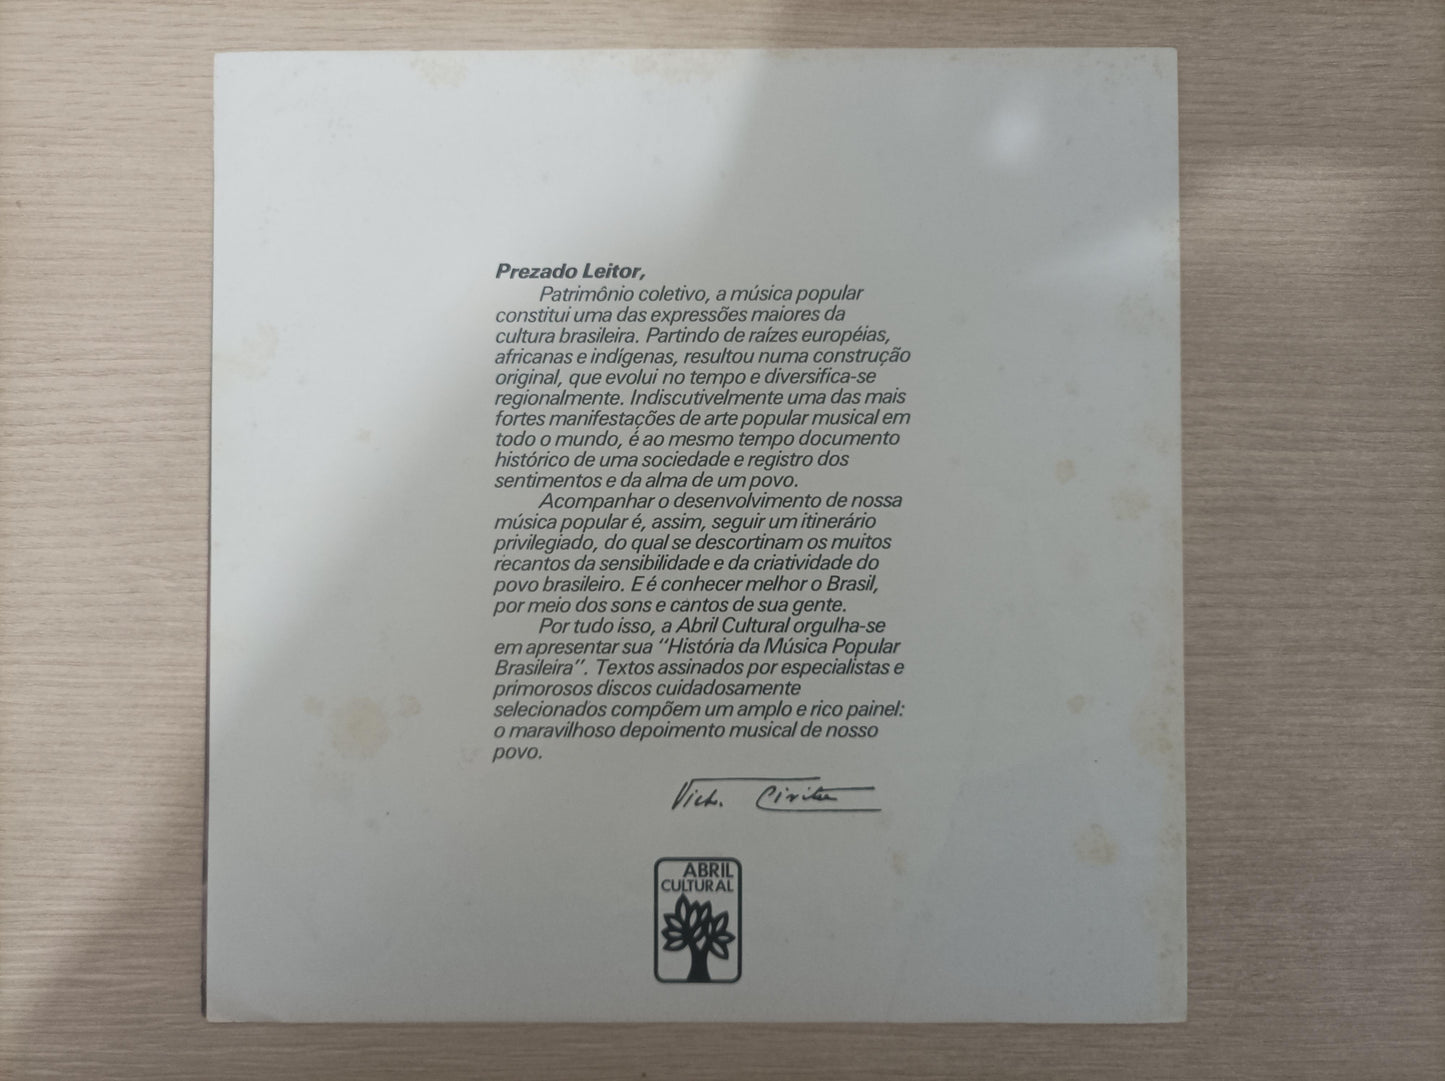 Prezado Leitor,
Patrimônio coletivo, a música popular
constitui uma das expressões maiores da
cultura brasileira. Partindo de raízes européias,
africanas e indígenas, resultou numa construção
original, que evolui no tempo e diversifica-se
regionalmente. Indiscutivelmente uma das mais
fortes manifestações de arte popular musical em
todo o mundo, é ao mesmo tempo documento
histórico de uma sociedade e registro dos
sentimentos e da alma de um povo.
Acompanhar o desenvolvimento de nossa
música popular é, assim, seguir um itinerário
privilegiado, do qual se descortinam os muitos
recantos da sensibilidade e da criatividade do
povo brasileiro. E é conhecer melhor o Brasil,
por meio dos sons e cantos de sua gente.
Por tudo isso, a Abril Cultural orgulha-se
em apresentar sua "História da Música Popular
Brasileira". Textos assinados por especialistas e
primorosos discos cuidadosamente
selecionados compõem um amplo e rico painel:
o maravilhoso depoimento musical de nosso
povo.
Victor Civita
ABRIL
CULTURAL